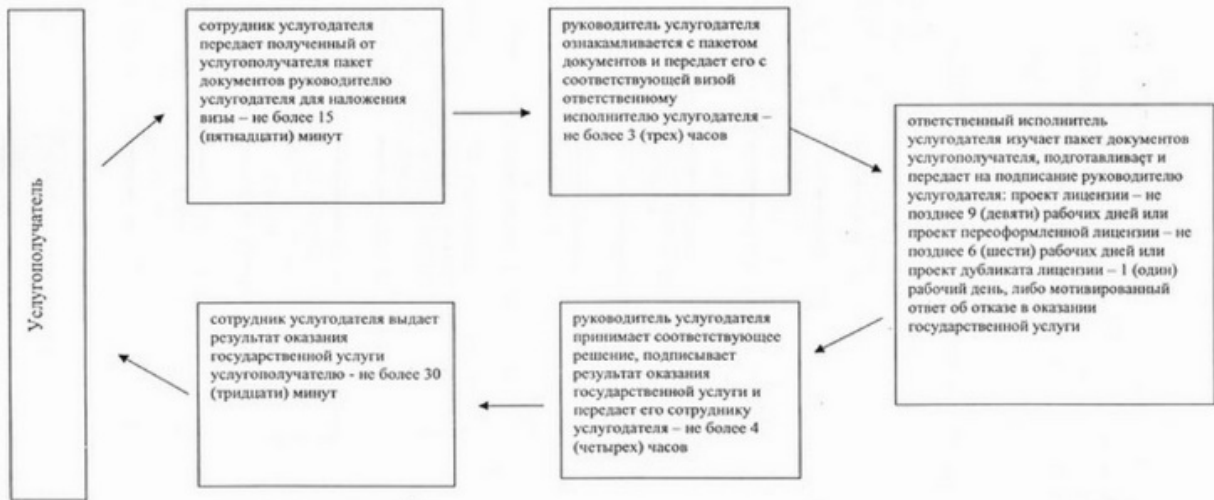 Услугополучатель
сотрудник услугодателя
передает полученный от
услугополучателя пакет
документов руководителю
услугодателя для наложения
визы – не более 15
(пятнадцати) минут
руководитель услугодателя
ознакамливается с пакетом
документов и передает его с
соответствующей визой
ответственному
исполнителю услугодателя –
не более 3 (трех) часов
ответственный исполнитель
услугодателя изучает пакет документов
услугополучателя, подготавливает и
передает на подписание руководителю
услугодателя: проект лицензии – не
позднее 9 (девяти) рабочих дней или
проект переоформленной лицензии – не
позднее 6 (шести) рабочих дней или
проект дубликата лицензии – 1 (один)
рабочий день, либо мотивированный
ответ об отказе в оказании
государственной услуги
руководитель услугодателя
принимает соответствующее
решение, подписывает
результат оказания
государственной услуги и
передает его сотруднику
услугодателя – не более 4
(четырех) часов
сотрудник услугодателя выдает
результат оказания
государственной услуги
услугополучателю - не более 30
(тридцати) минут